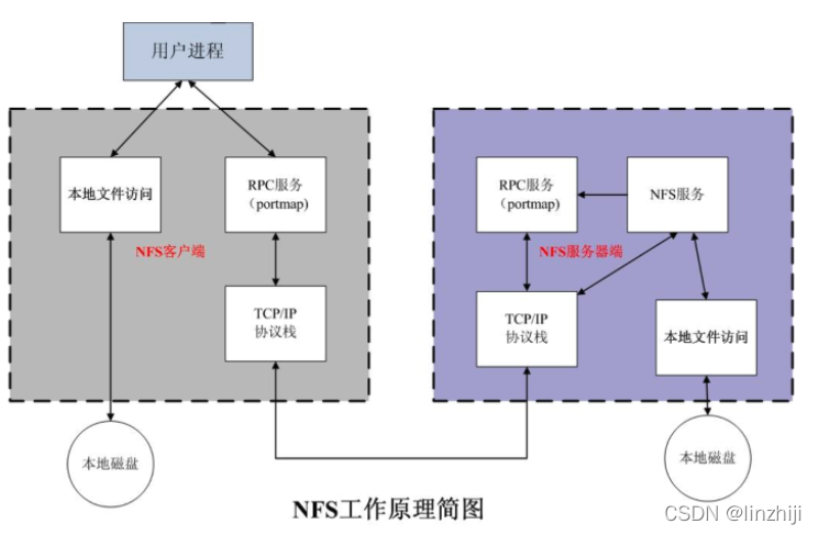 用户进程
本地文件访问
RPC服务
（portmap)
NFS客户端
TCP/IP
协议栈
本地磁盘
RPC服务
（portmap)
NFS服务
NFS服务器端
TCP/IP
协议栈
本地文件访问
本地磁盘
NFS工作原理简图
CSDN @linzhiji